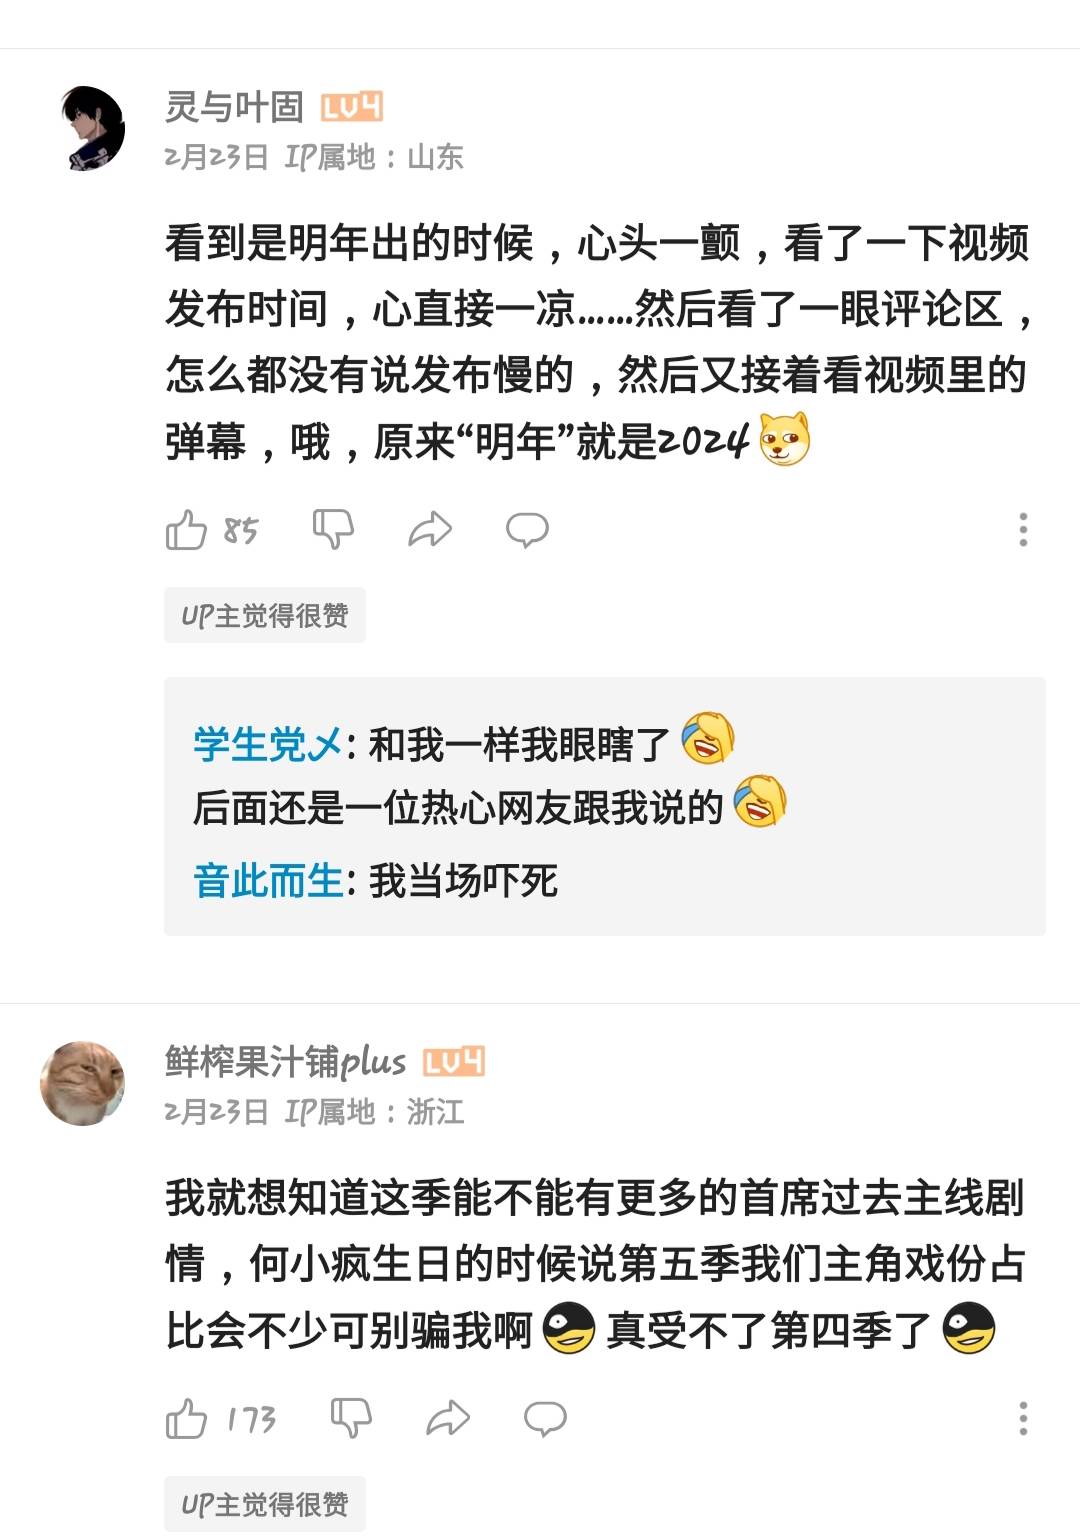 灵与叶固 LV4
2月23日 IP属地：山东
看到是明年出的时候，心头一颤，看了一下视频
发布时间，心直接一凉……然后看了一眼评论区，
怎么都没有说发布慢的，然后又接着看视频里的
弹幕，哦，原来“明年”就是2024
85
UP主觉得很赞
学生党メ: 和我一样我眼瞎了
后面还是一位热心网友跟我说的
音此而生: 我当场吓死
鲜榨果汁铺plus LV4
2月23日 IP属地：浙江
我就想知道这季能不能有更多的首席过去主线剧
情，何小疯生日的时候说第五季我们主角戏份占
比会不少可别骗我啊 真受不了第四季了
173
UP主觉得很赞